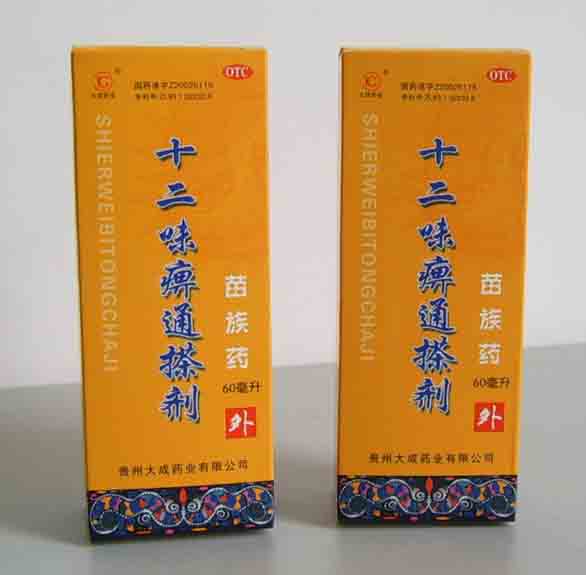 OTC
国药准字Z20025116
SHIERWEIBITONGCHAJI
十二味痹通搽剂
苗族药
60毫升
外
贵州大成药业有限公司
OTC
国药准字Z20025116
SHIERWEIBITONGCHAJI
十二味痹通搽剂
苗族药
60毫升
外
贵州大成药业有限公司